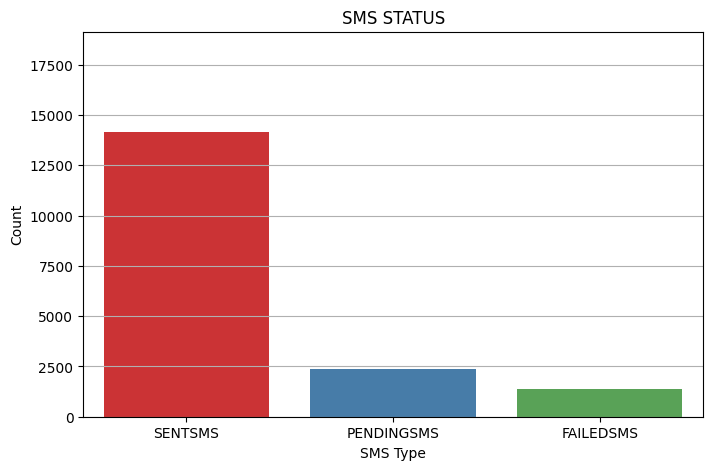 SMS STATUS
17500
15000
12500
10000
7500
5000
2500
0
Count
SENTSMS
PENDINGSMS
FAILEDSMS
SMS Type